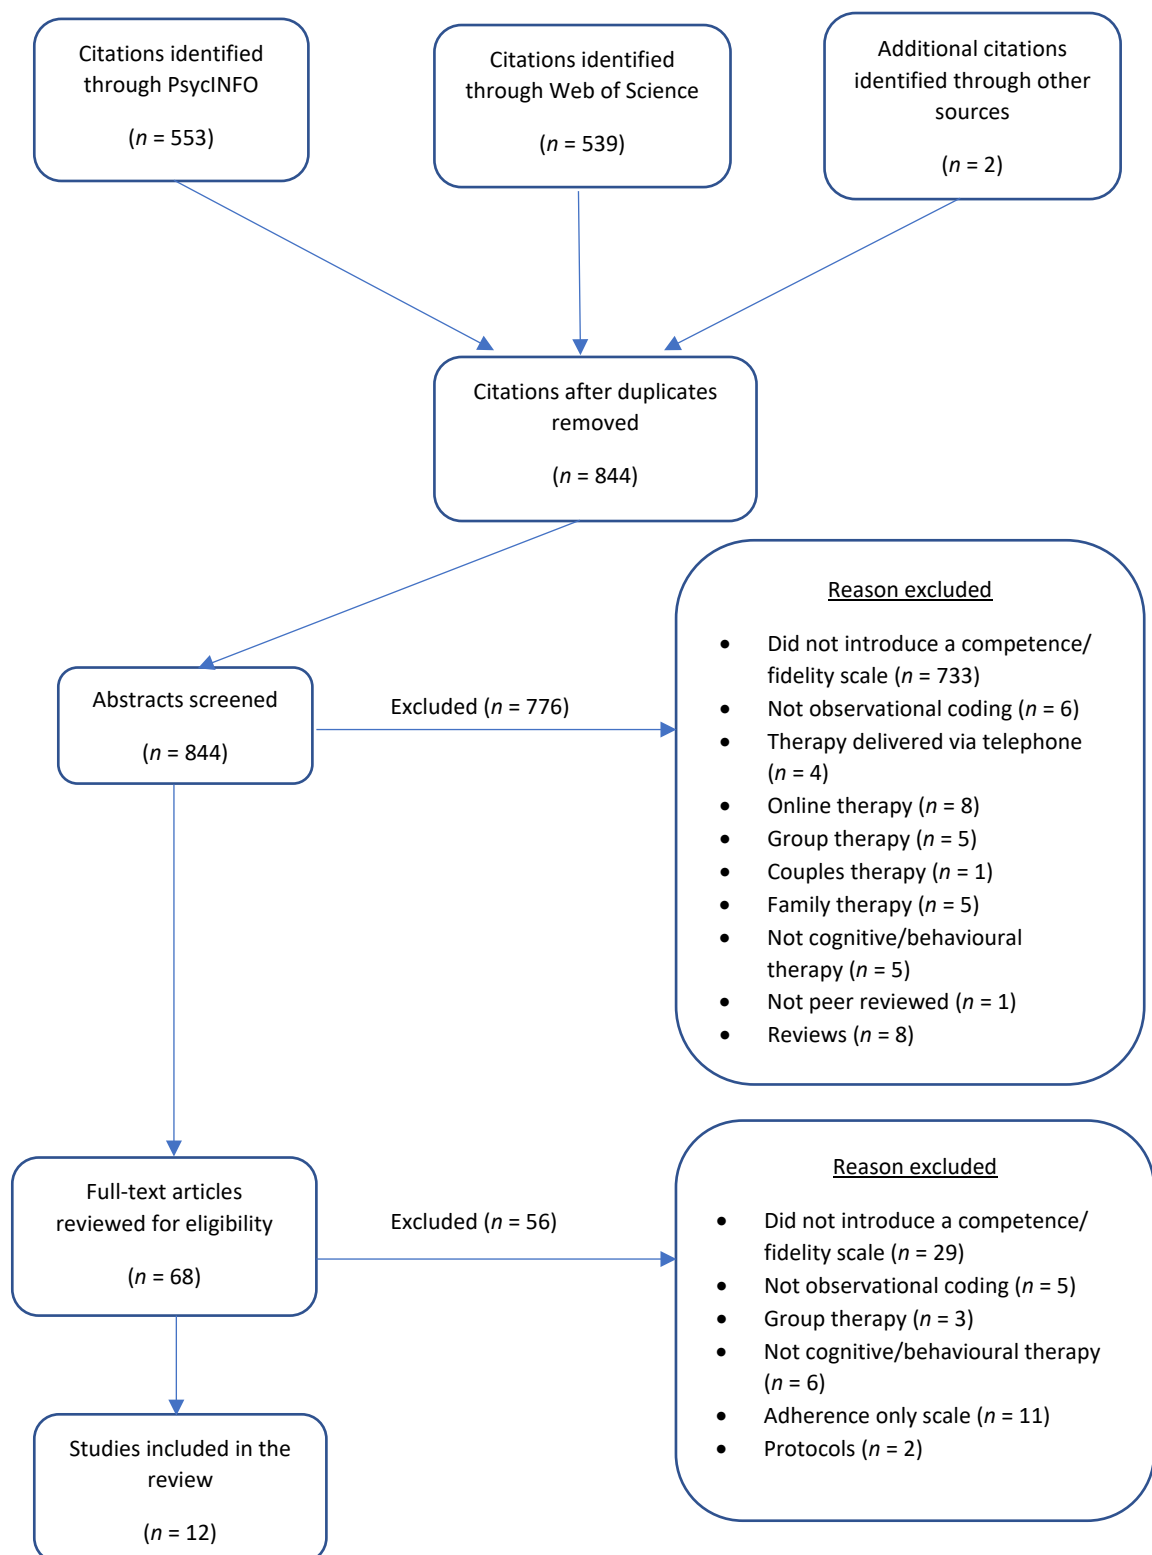 Citations identified
through PsycINFO
(n = 553)
Citations identified
through Web of Science
(n = 539)
Additional citations
identified through other
sources
(n = 2)
Citations after duplicates
removed
(n = 844)
Abstracts screened
(n = 844)
Excluded (n = 776)
Reason excluded
• Did not introduce a competence/
fidelity scale (n = 733)
• Not observational coding (n = 6)
• Therapy delivered via telephone
(n = 4)
• Online therapy (n = 8)
• Group therapy (n = 5)
• Couples therapy (n = 1)
• Family therapy (n = 5)
• Not cognitive/behavioural
therapy (n = 5)
• Not peer reviewed (n = 1)
• Reviews (n = 8)
Full-text articles
reviewed for eligibility
(n = 68)
Excluded (n = 56)
Reason excluded
• Did not introduce a competence/
fidelity scale (n = 29)
• Not observational coding (n = 5)
• Group therapy (n = 3)
• Not cognitive/behavioural therapy
(n = 6)
• Adherence only scale (n = 11)
• Protocols (n = 2)
Studies included in the
review
(n = 12)